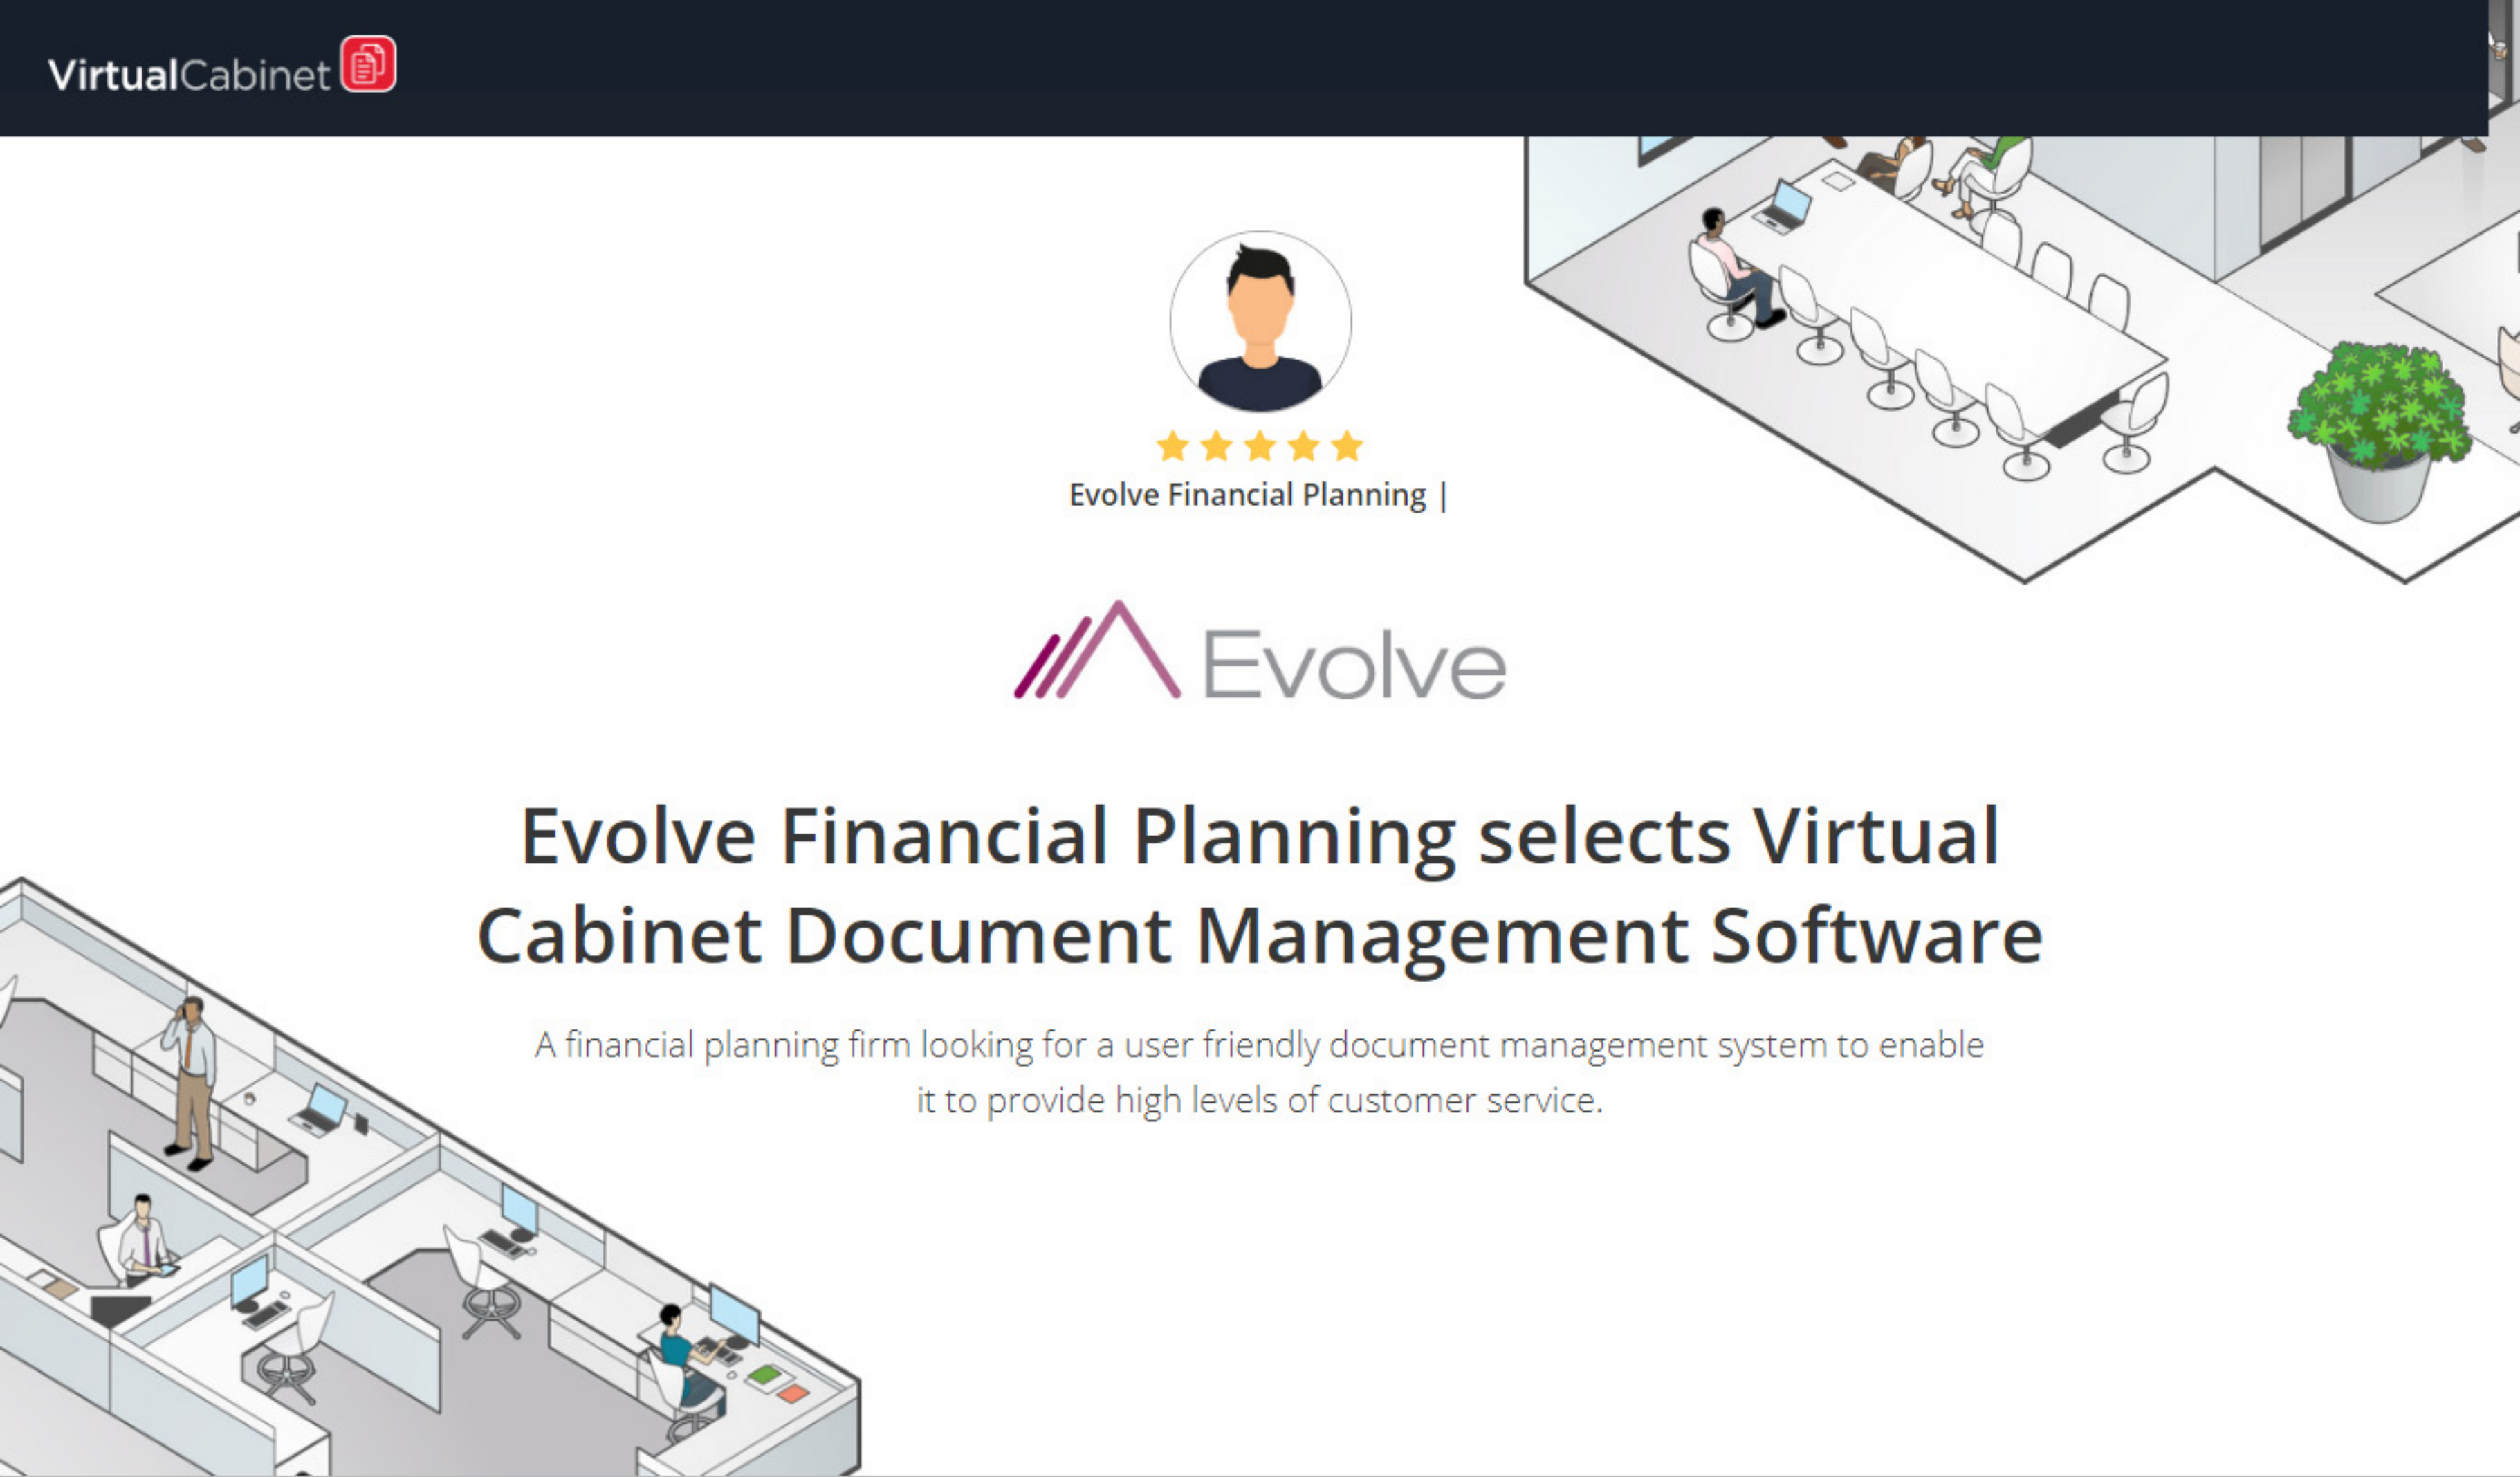 VirtualCabinet
Evolve Financial Planning |
Evolve
Evolve Financial Planning selects Virtual
Cabinet Document Management Software
A financial planning firm looking for a user friendly document management system to enable
it to provide high levels of customer service.